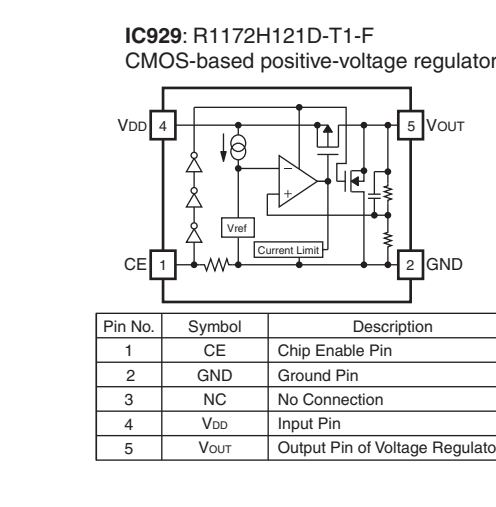 IC929: R1172H121D-T1-F
CMOS-based positive-voltage regulator
VDD 4
5 VOUT
Vref
Current Limit
CE 1
2 GND
Pin No. Symbol Description
1 CE Chip Enable Pin
2 GND Ground Pin
3 NC No Connection
4 VDD Input Pin
5 VOUT Output Pin of Voltage Regulato